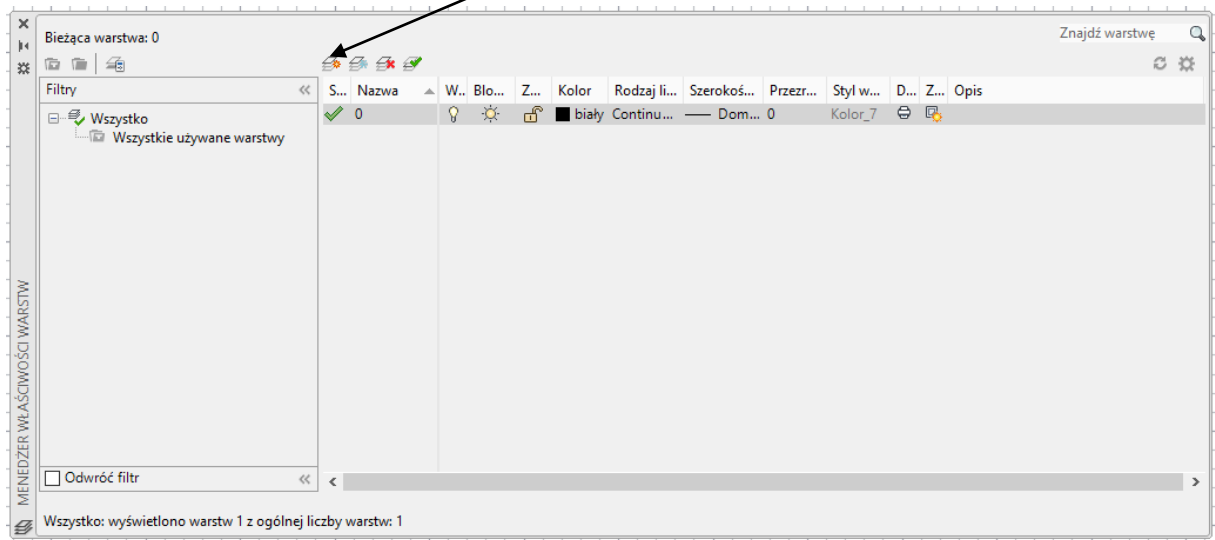 Bieżąca warstwa: 0
Znajdź warstwę
Filtry
S... Nazwa W.. Blo... Z... Kolor Rodzaj li... Szerokoś... Przezr... Styl w... D... Z... Opis
Wszystko
0 biały Continu... Dom... 0 Kolor_7
Wszystkie używane warstwy
Odwróć filtr
Wszystko: wyświetlono warstw 1 z ogólnej liczby warstw: 1
MENEDŻER WŁAŚCIWOŚCI WARSTW